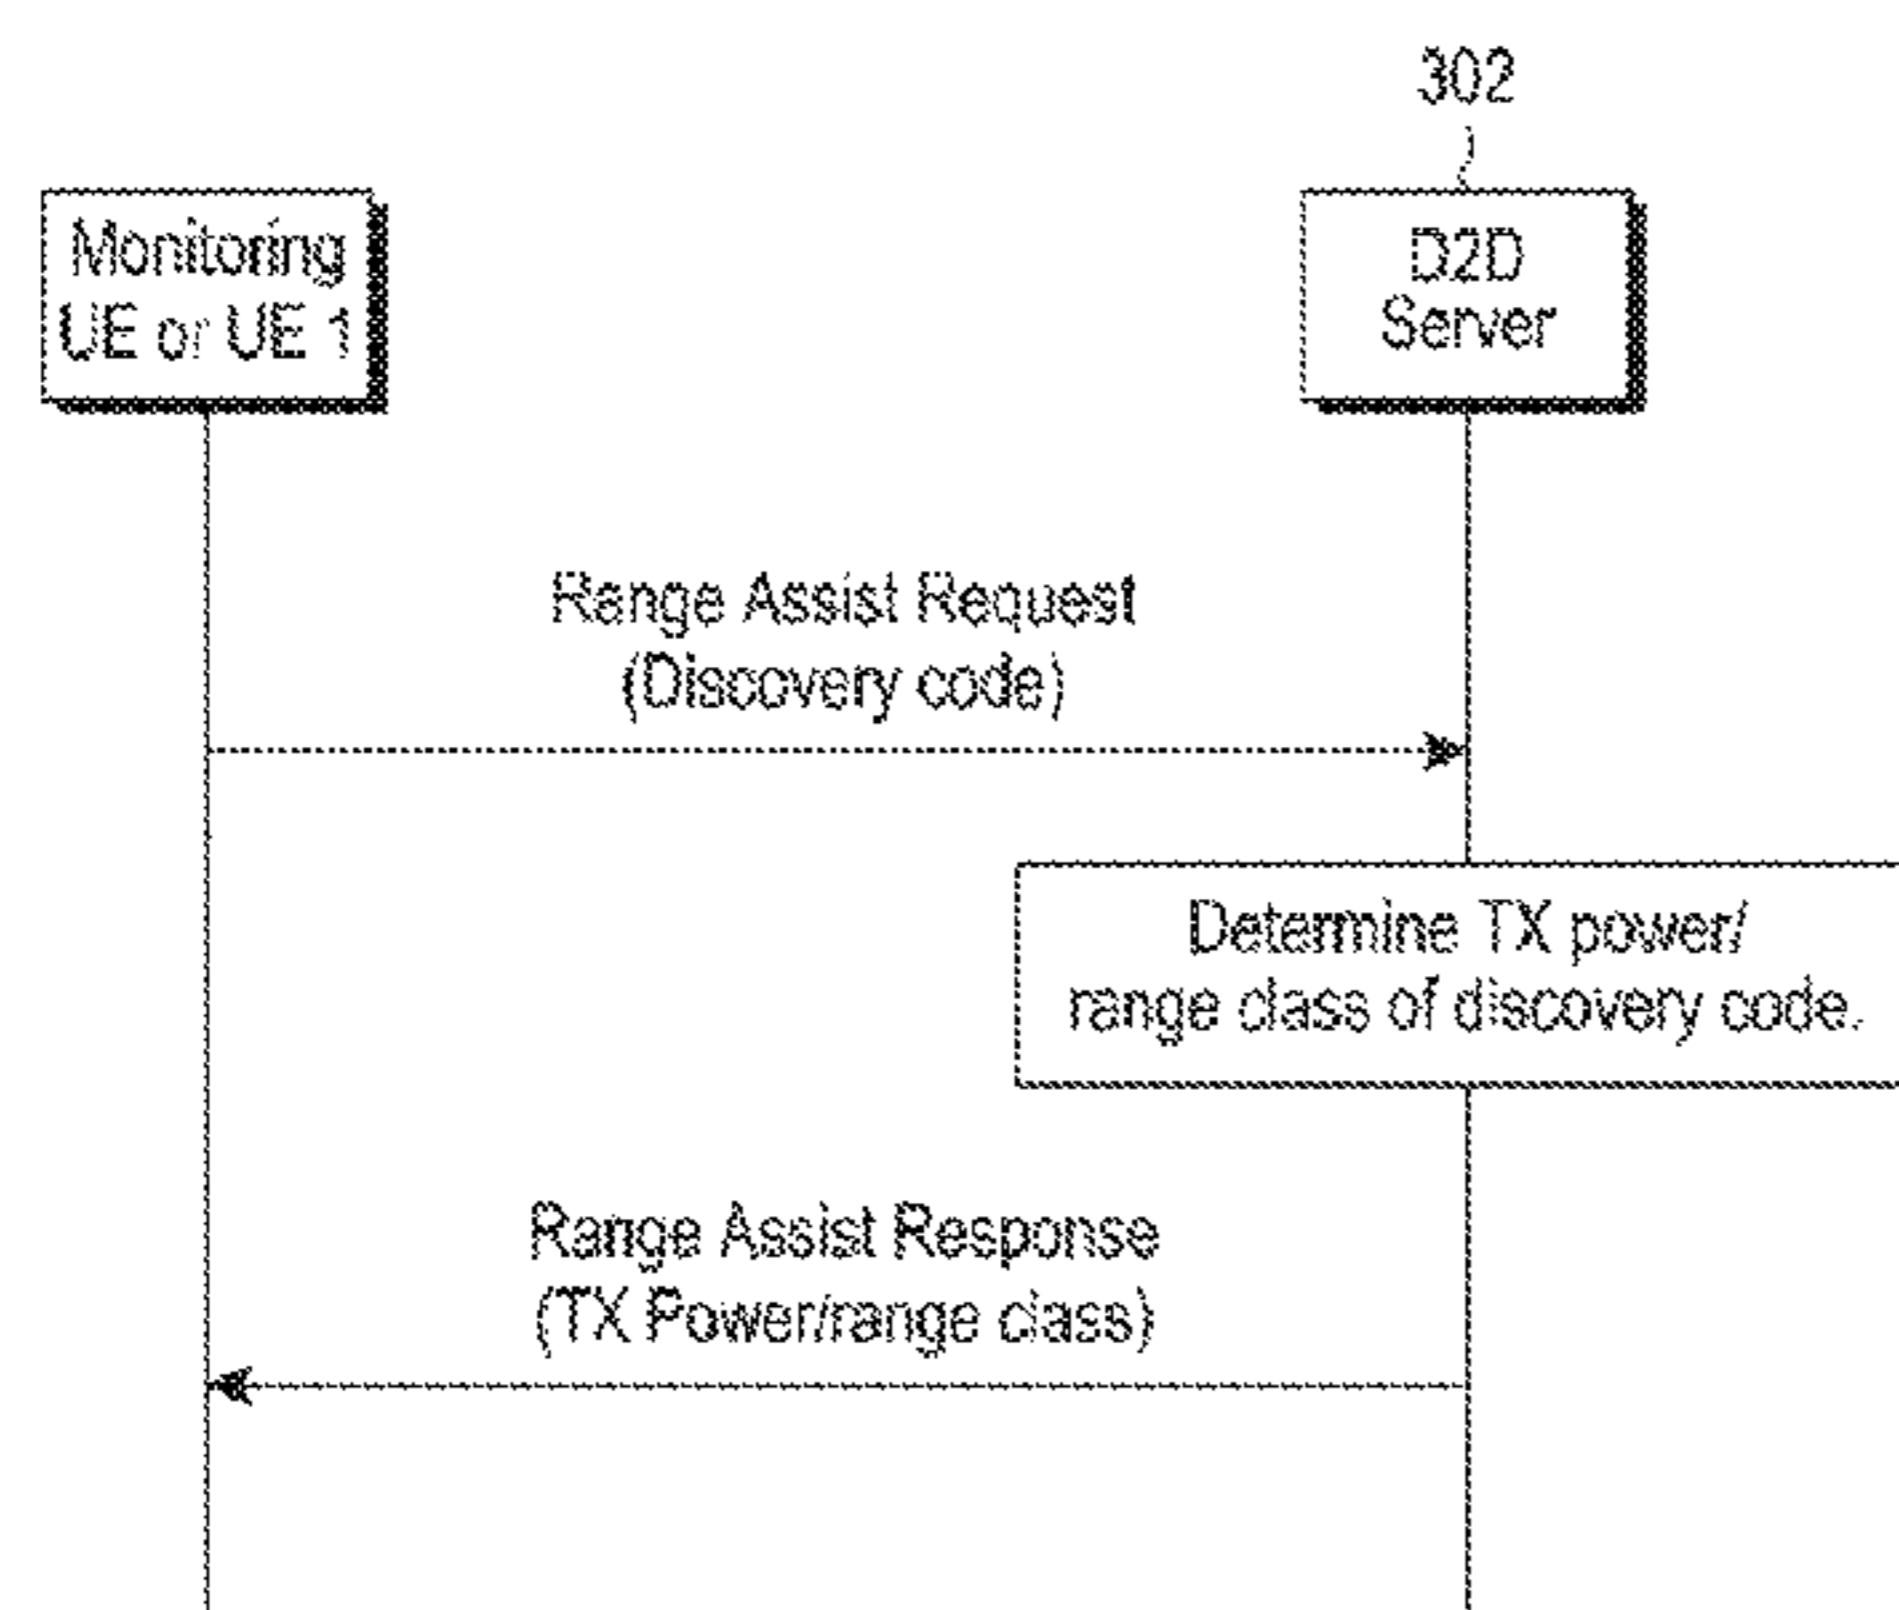 302
Monitoring
UE or UE 1
D2D
Server
Range Assist Request
(Discovery code)
Determine TX power/
range class of discovery code.
Range Assist Response
(TX Power/range class)